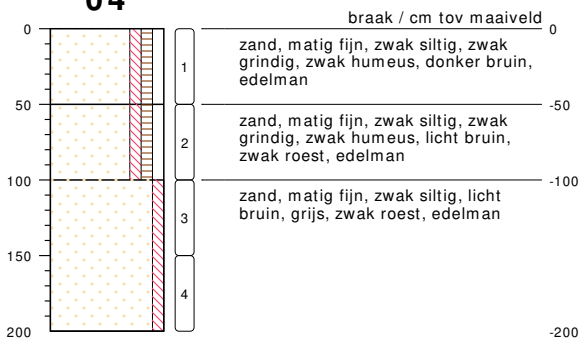 04
braak / cm tov maaiveld
0
0
zand, matig fijn, zwak siltig, zwak
grindig, zwak humeus, donker bruin,
edelman
1
50
-50
zand, matig fijn, zwak siltig, zwak
grindig, zwak humeus, licht bruin,
zwak roest, edelman
2
100
-100
zand, matig fijn, zwak siltig, licht
bruin, grijs, zwak roest, edelman
3
150
4
200
-200